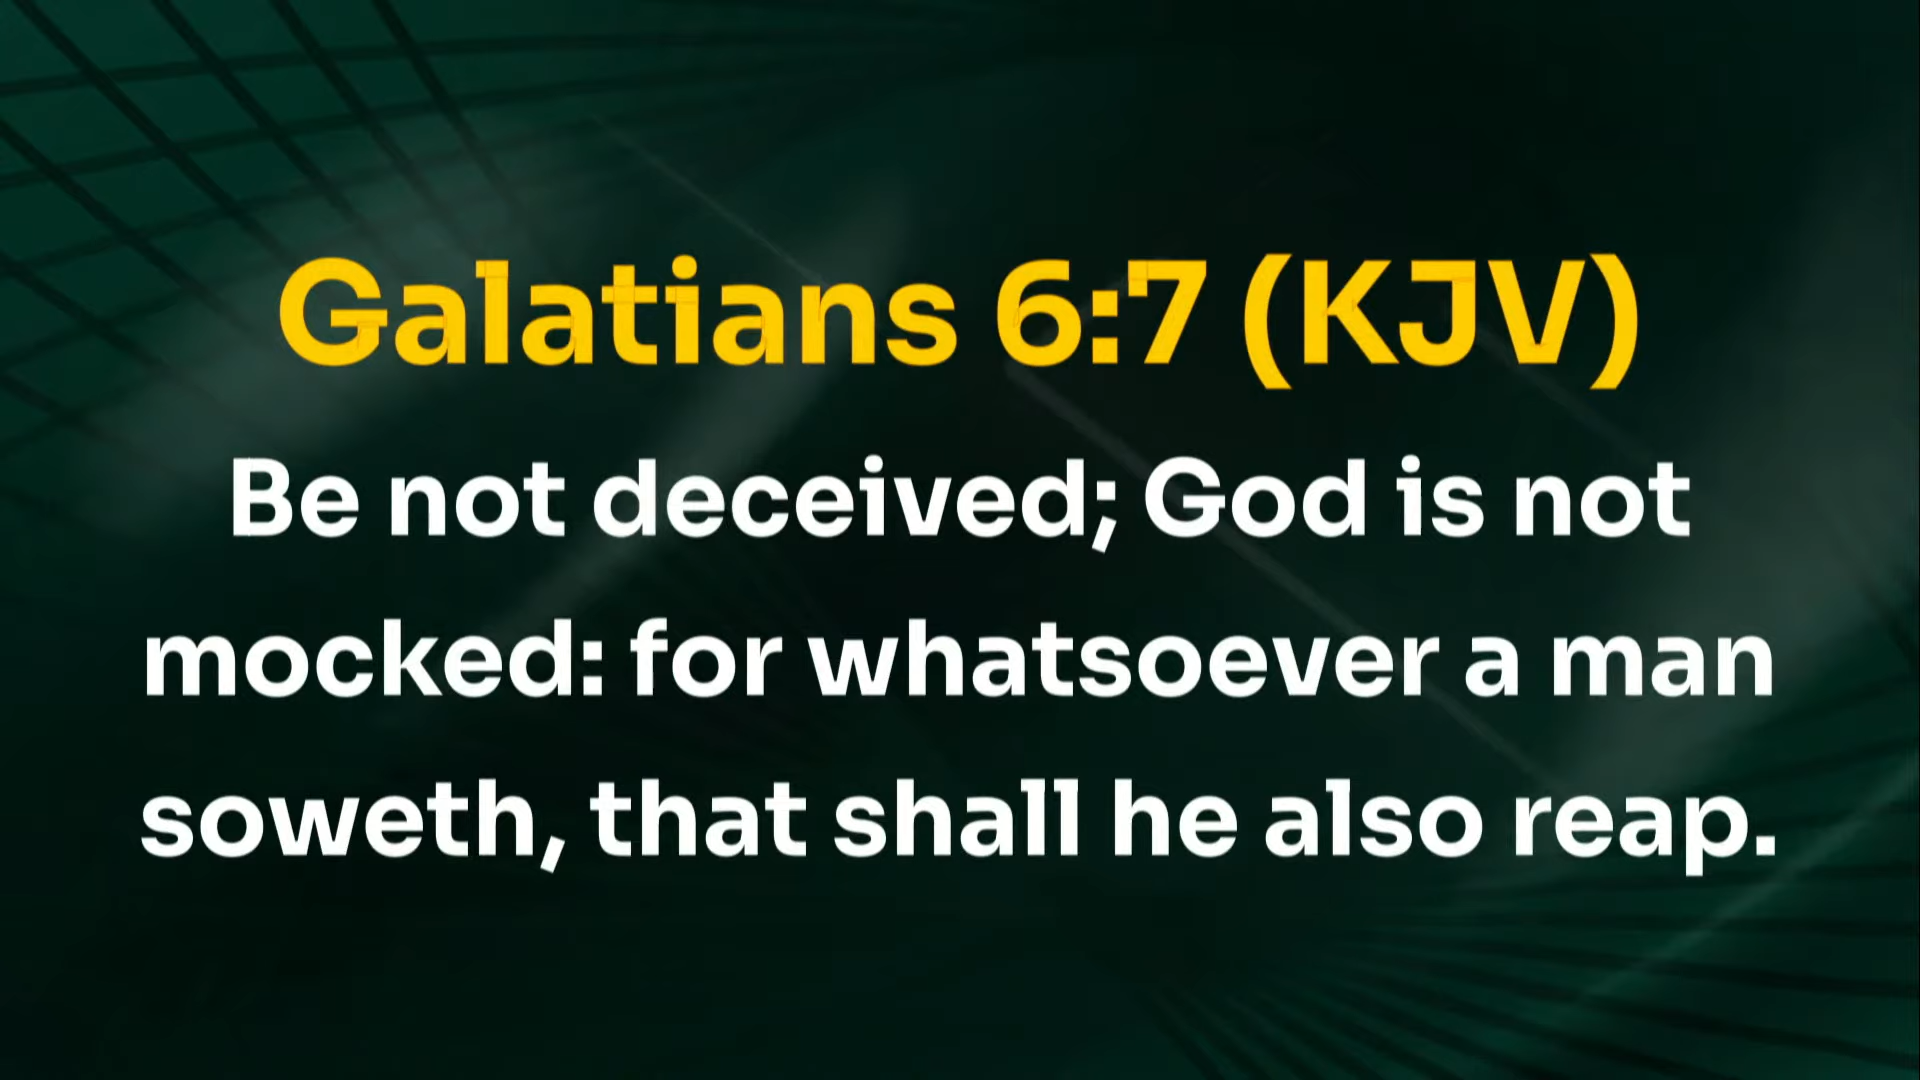 Galatians 6:7 (KJV)
Be not deceived; God is not
mocked: for whatsoever a man
soweth, that shall he also reap.